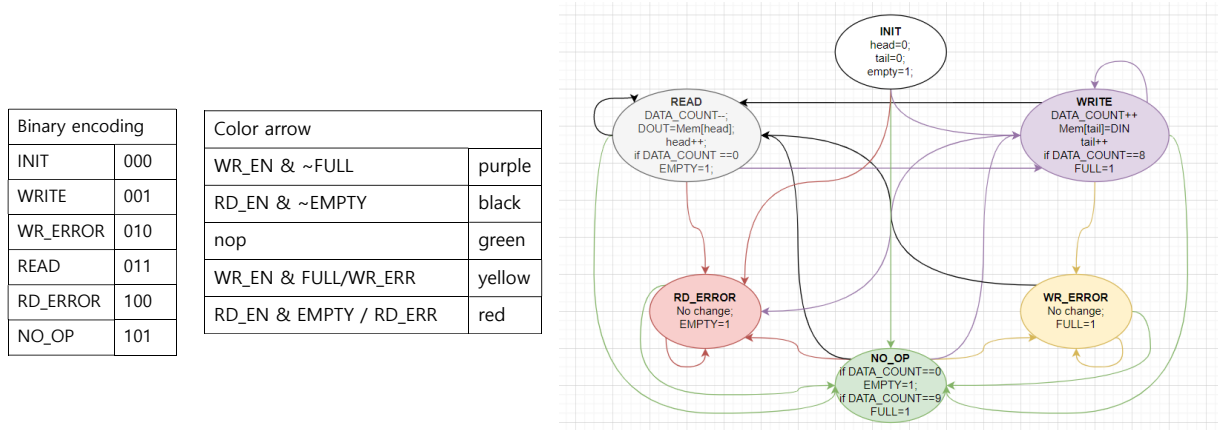 Binary encoding
INIT 000
WRITE 001
WR_ERROR 010
READ 011
RD_ERROR 100
NO_OP 101
Color arrow
WR_EN & ~FULL purple
RD_EN & ~EMPTY black
nop green
WR_EN & FULL/WR_ERR yellow
RD_EN & EMPTY / RD_ERR red
INIT
head=0;
tail=0;
empty=1;
READ
DATA_COUNT--;
DOUT=Mem[head];
head++;
if DATA_COUNT ==0
EMPTY=1;
WRITE
DATA_COUNT++
Mem[tail]=DIN
tail++
if DATA_COUNT==8
FULL=1
RD_ERROR
No change;
EMPTY=1
WR_ERROR
No change;
FULL=1
NO_OP
if DATA_COUNT==0
EMPTY=1;
if DATA_COUNT==9
FULL=1